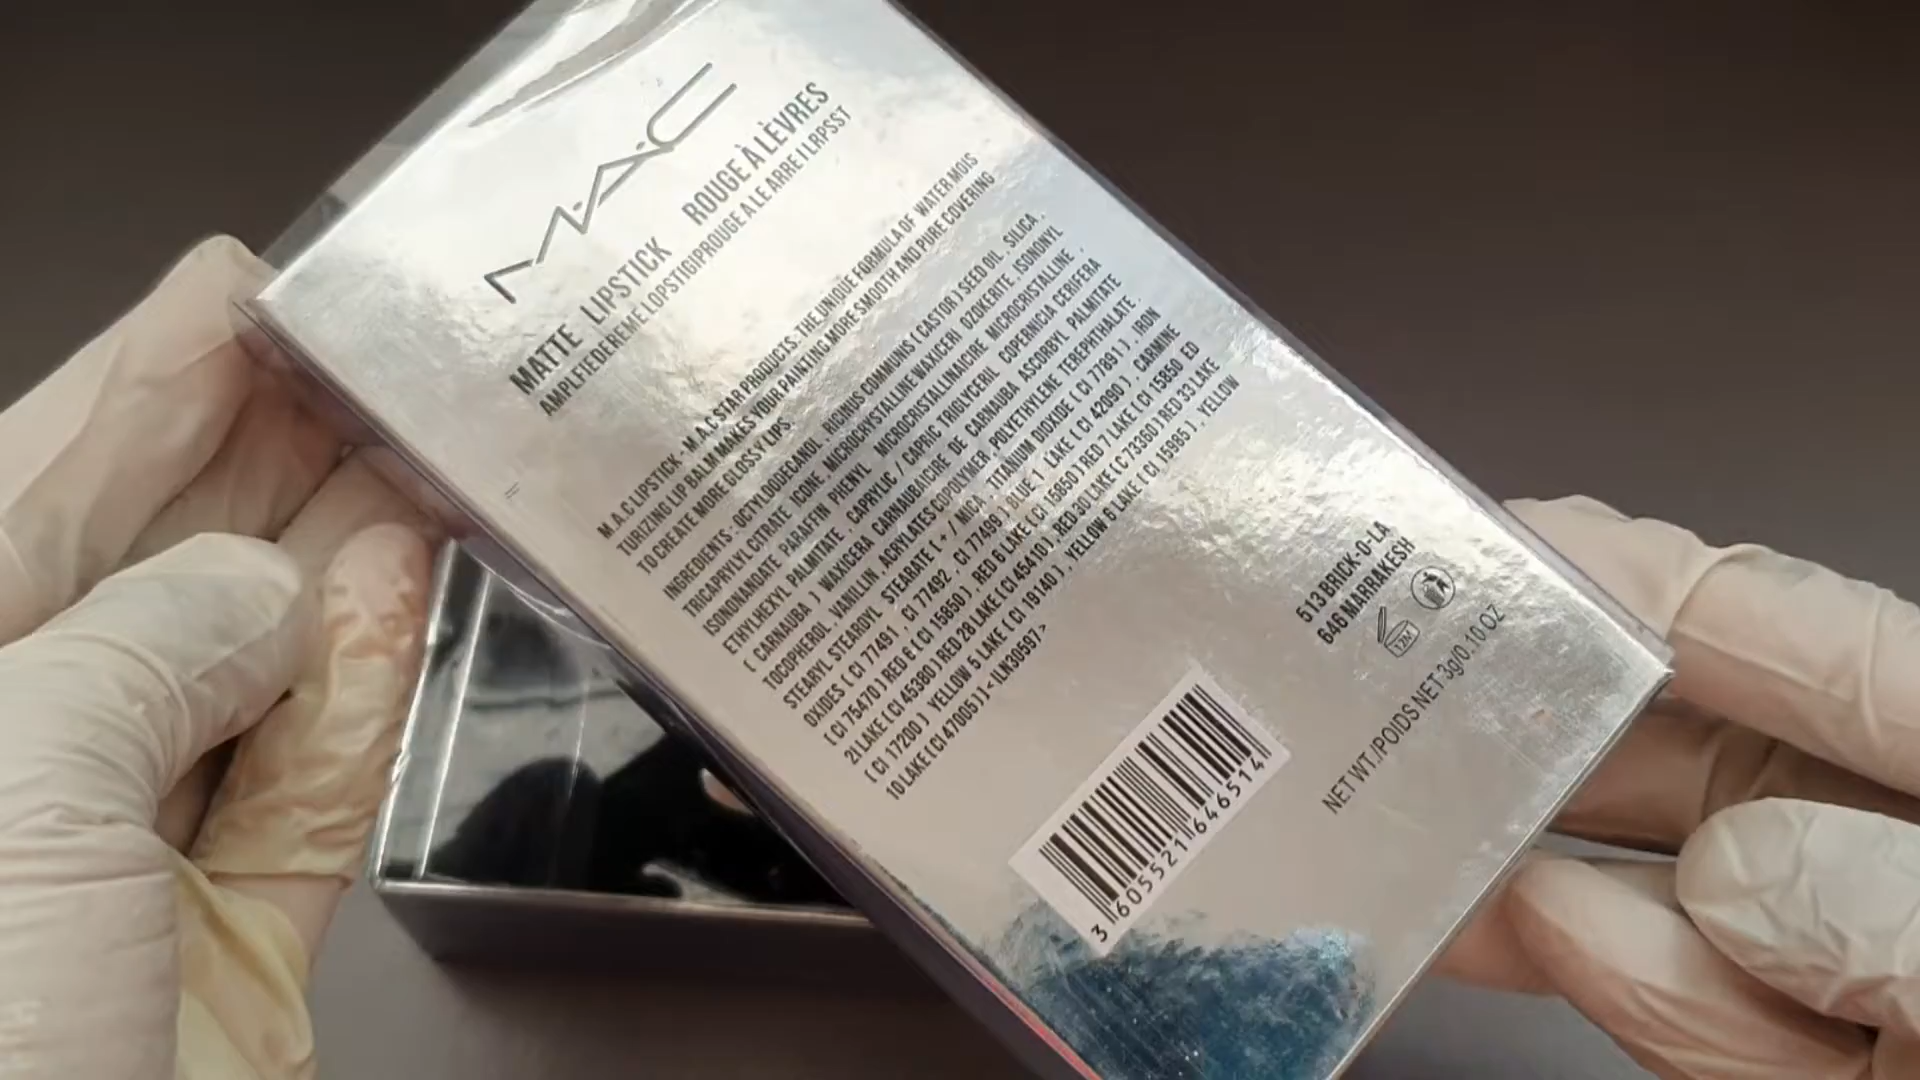 MAC
MATTE LIPSTICK ROUGE À LÈVRES
AMPLFIEDEREME LOPSTIGIPROUGE A LE ARRE I LRPSST
M.A.C LIPSTICK - M.A.C STAR PRODUCTS. THE UNIQUE FORMULA OF WATER MOIS
TURIZING LIP BALM MAKES YOUR PAINTING MORE SMOOTH AND PURE COVERING
TO CREATE MORE GLOSSY LIPS.
INGREDIENTS : OCTYLDODECANOL , RICINUS COMMUNIS [ CASTOR ] SEED OIL , SILICA ,
TRICAPRYLYL CITRATE ICONE , MICROCRYSTALLINE WAXICERI OZOKERITE , ISONONYL
ISONONANOATE PARAFFIN PHENYL MICROCRISTALLINAICIRE MICROCRISTALLINE ,
ETHYLHEXYL PALMITATE , CAPRYLIC / CAPRIC TRIGLYCERIL COPERNICIA CERIFERA
[ CARNAUBA ] WAXICERA CARNAUBA\CIRE DE CARNAUBA ASCORBYL PALMITATE
TOCOPHEROL , VANILLIN , ACRYLATES COPOLYMER , POLYETHYLENE TEREPHTHALATE ,
STEARYL STEAROYL STEARATE [ + / MICA , TITANIUM DIOXIDE [ CI 77891 ] , IRON
OXIDES [ CI 77491 , CI 77492 , CI 77499 ] BLUE 1 LAKE [ CI 42090 ] , CARMINE
[ CI 75470 ] RED 6 [ CI 15850 ] , RED 6 LAKE [ CI 15850 ] RED 7 LAKE [ CI 15850 ED
21 LAKE [ CI 45380 ] RED 28 LAKE [ CI 45410 ] , RED 30 LAKE [ C 73360 ] RED 33 LAKE
[ CI 17200 ] YELLOW 5 LAKE [ CI 19140 ] , YELLOW 6 LAKE [ CI 15985 ] , YELLOW
10 LAKE [ CI 47005 ] ] < ILN30597 >
513 BRICK-O-LA
646 MARRAKESH
12M
NET WT./POIDS NET 3g/0.10 OZ
3 605521 646514